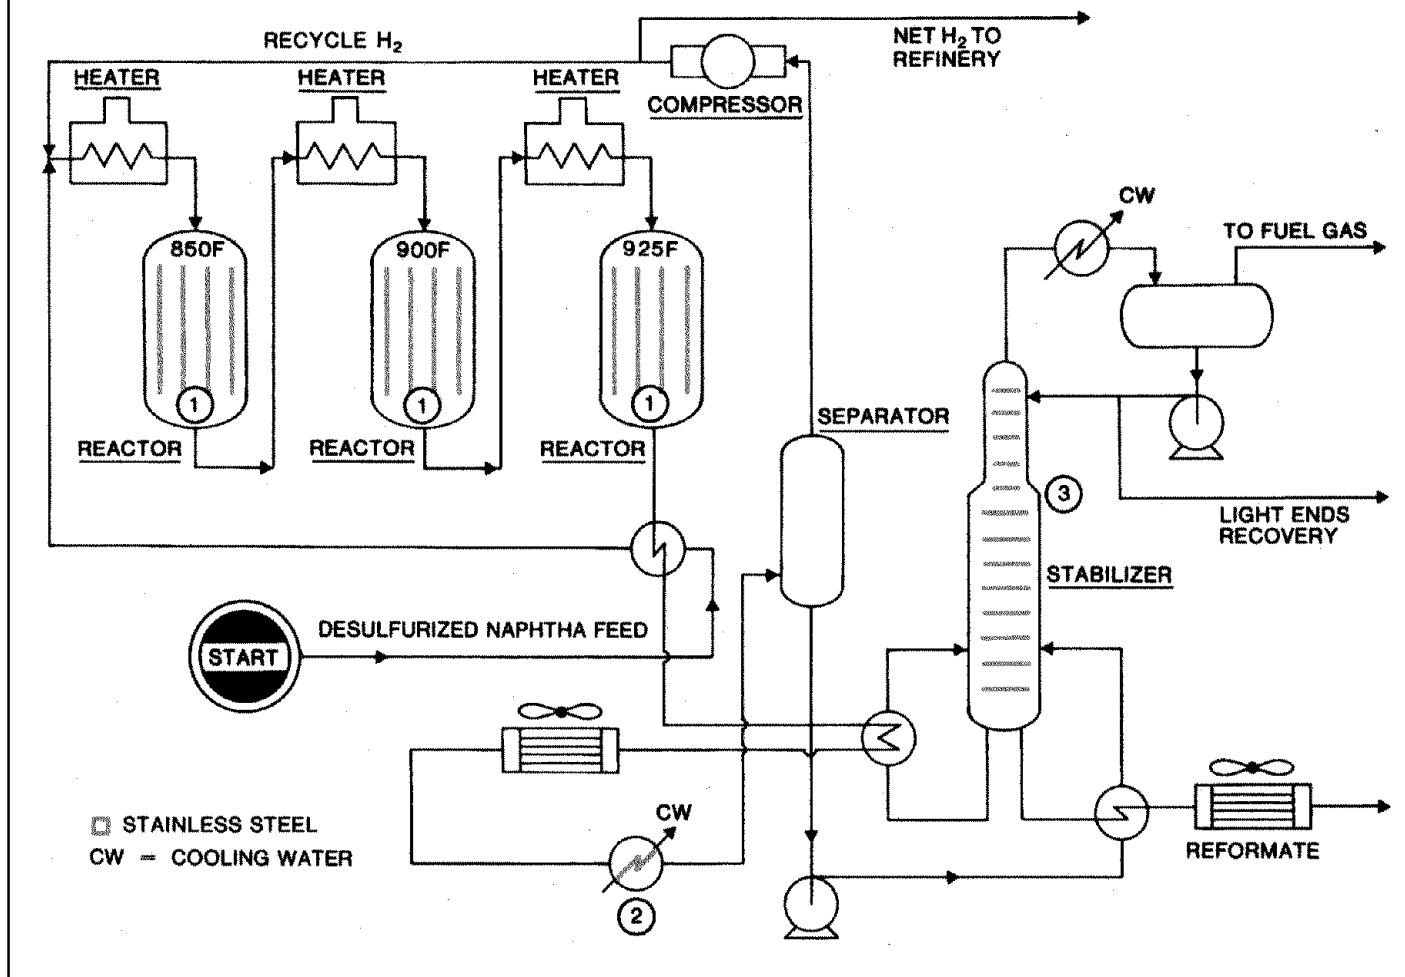 RECYCLE H₂
NET H₂ TO
REFINERY
HEATER
HEATER
HEATER
COMPRESSOR
CW
TO FUEL GAS
850F
900F
925F
1
1
1
REACTOR
REACTOR
REACTOR
SEPARATOR
3
LIGHT ENDS
RECOVERY
STABILIZER
DESULFURIZED NAPHTHA FEED
START
CW
STAINLESS STEEL
CW = COOLING WATER
REFORMATE
2